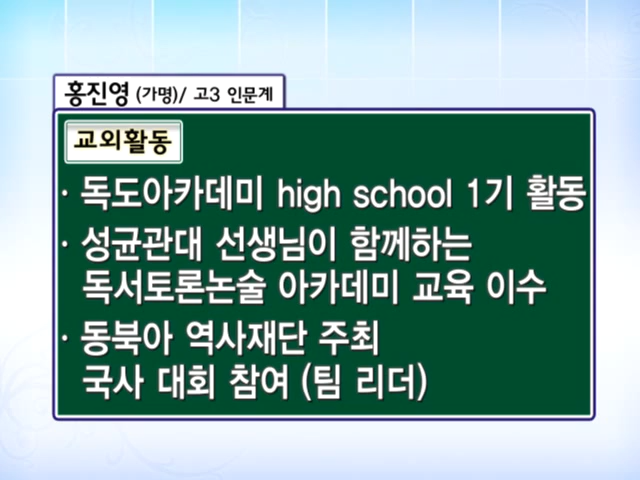 홍진영 (가명)/ 고3 인문계
교외활동
· 독도아카데미 high school 1기 활동
· 성균관대 선생님이 함께하는
독서토론논술 아카데미 교육 이수
· 동북아 역사재단 주최
국사 대회 참여 (팀 리더)